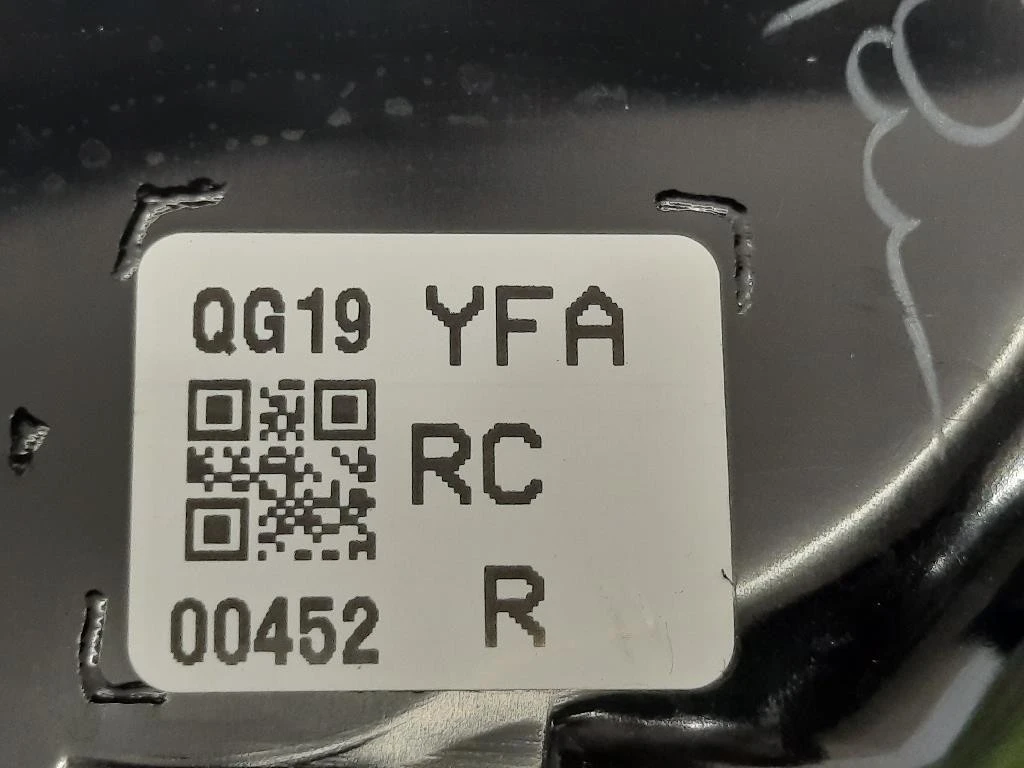 QG19 YFA
RC
00452 R